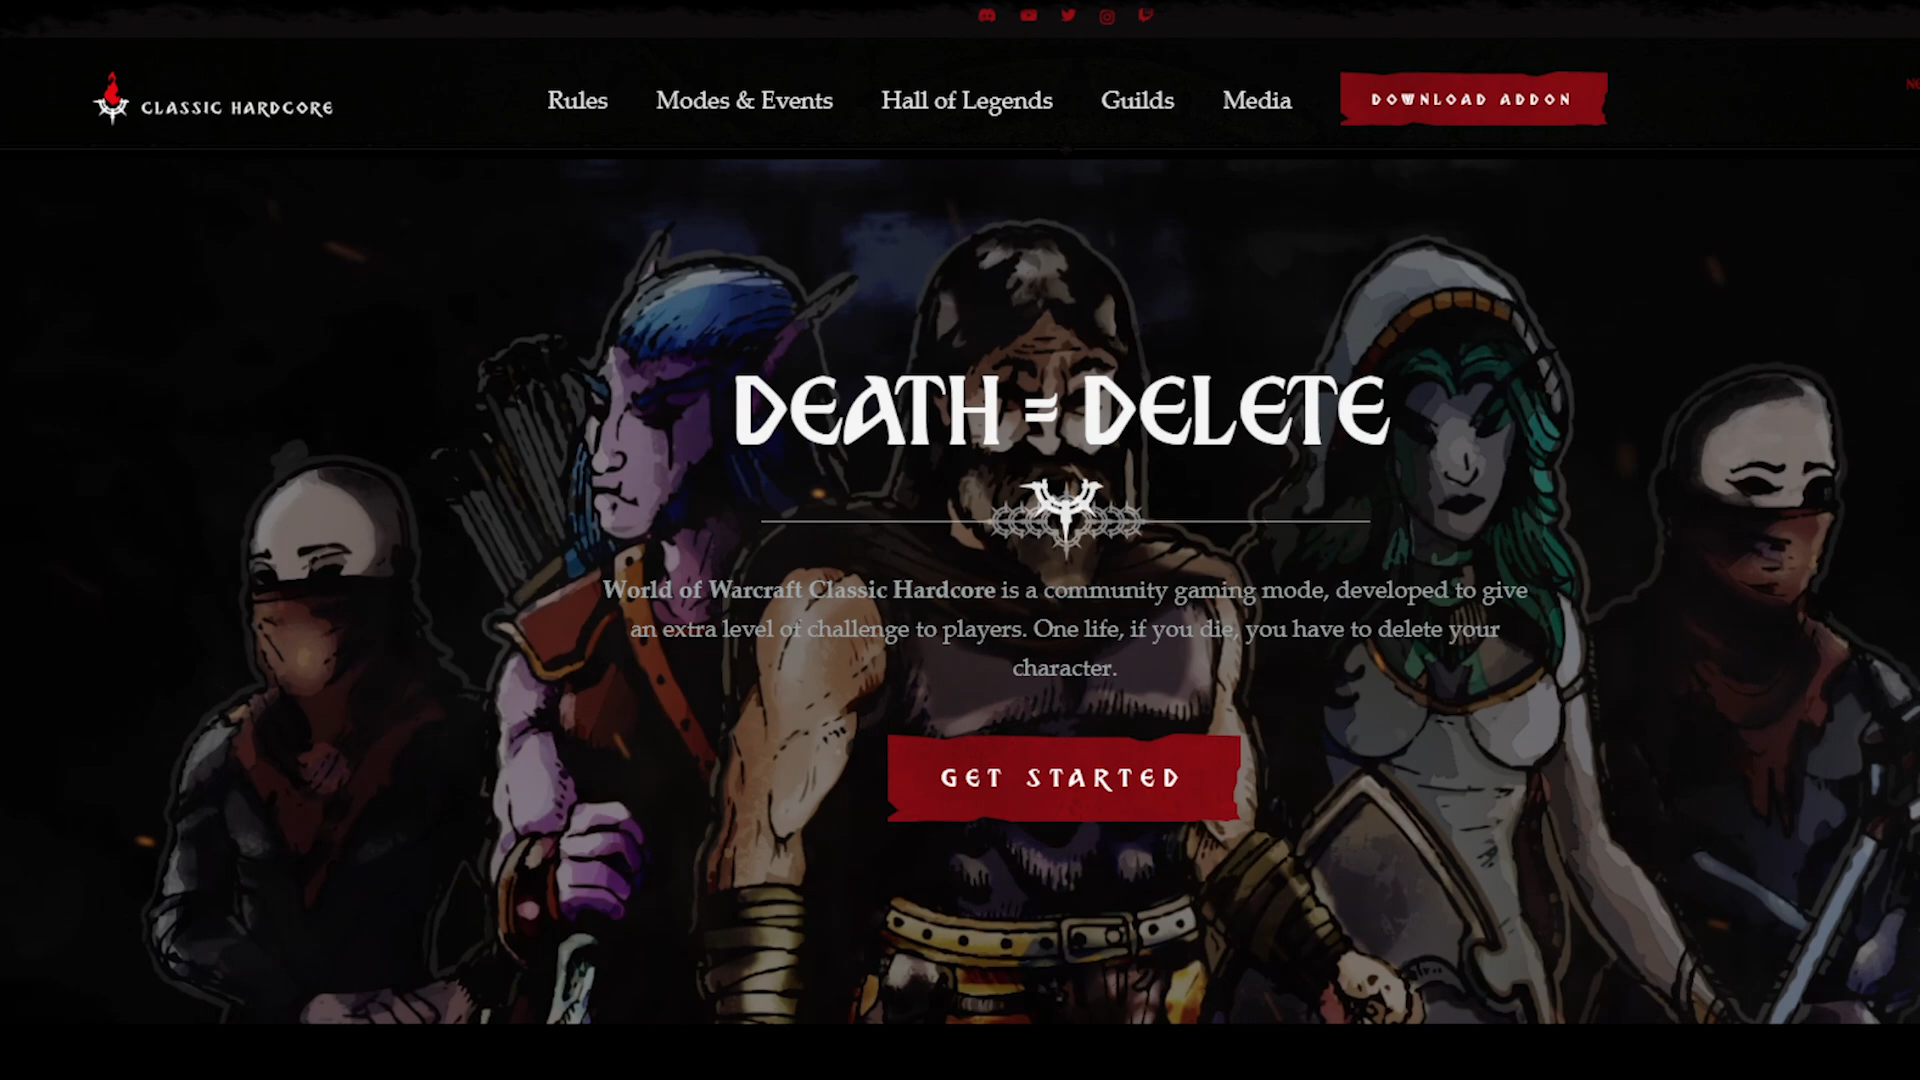 CLASSIC HARDCORE
Rules
Modes & Events
Hall of Legends
Guilds
Media
DOWNLOAD ADDON
DEATH = DELETE
World of Warcraft Classic Hardcore is a community gaming mode, developed to give
an extra level of challenge to players. One life, if you die, you have to delete your
character.
GET STARTED